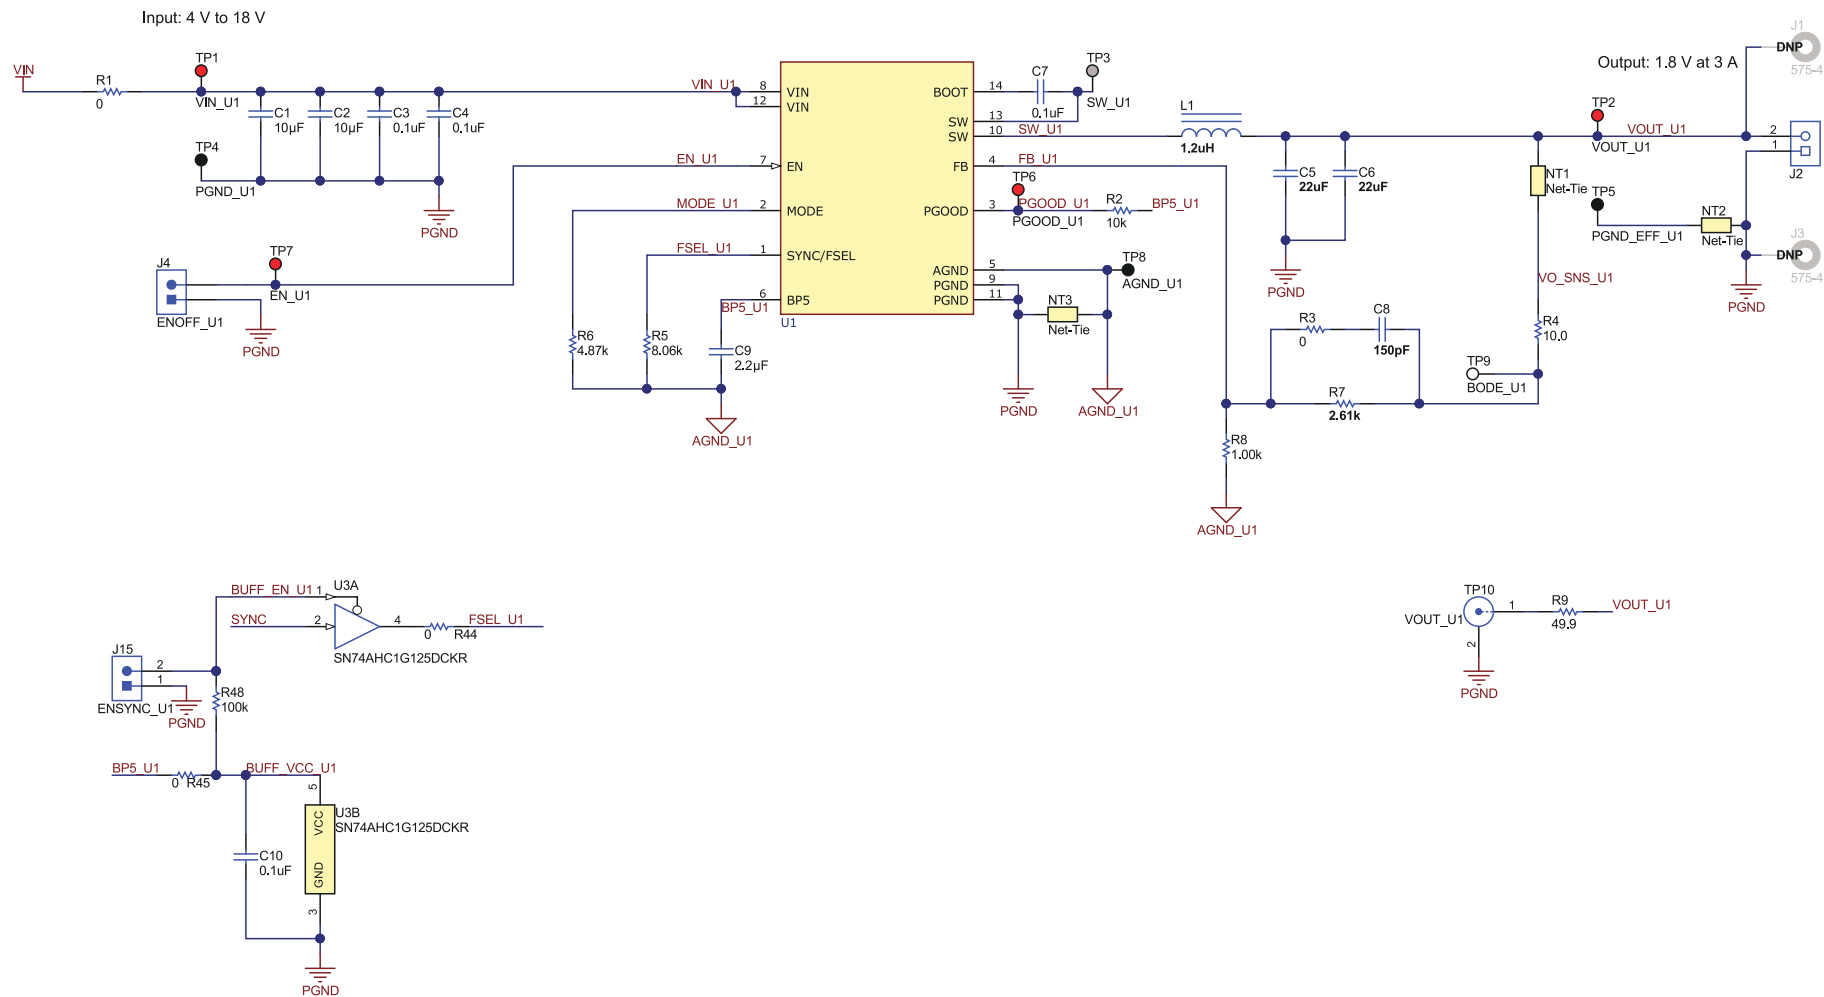 Input: 4 V to 18 V
VIN
R1
0
TP1
VIN_U1
C1
10µF
C2
10µF
C3
0.1uF
C4
0.1uF
TP4
PGND_U1
PGND
J4
ENOFF_U1
TP7
EN_U1
PGND
VIN_U1
EN_U1
MODE_U1
FSEL_U1
BP5_U1
8
12
7
2
1
6
VIN
VIN
EN
MODE
SYNC/FSEL
BP5
U1
BOOT
SW
SW
FB
PGOOD
AGND
PGND
PGND
14
13
10
4
3
5
9
11
R6
4.87k
R5
8.06k
C9
2.2µF
AGND_U1
C7
0.1uF
TP3
SW_U1
SW_U1
FB_U1
TP6
PGOOD_U1
PGOOD_U1
R2
10k
BP5_U1
TP8
AGND_U1
NT3
Net-Tie
PGND
AGND_U1
L1
1.2uH
C5
22uF
C6
22uF
PGND
Output: 1.8 V at 3 A
TP2
VOUT_U1
VOUT_U1
J1
DNP
575-4
2
1
J2
NT1
Net-Tie
TP5
PGND_EFF_U1
NT2
Net-Tie
J3
DNP
575-4
PGND
VO_SNS_U1
R4
10.0
TP9
BODE_U1
R3
0
C8
150pF
R7
2.61k
R8
1.00k
AGND_U1
BUFF_EN_U1
1
U3A
SYNC
2
4
0
R44
FSEL_U1
SN74AHC1G125DCKR
J15
2
1
ENSYNC_U1
PGND
R48
100k
BP5_U1
0
R45
BUFF_VCC_U1
5
U3B
SN74AHC1G125DCKR
VCC
GND
3
C10
0.1uF
PGND
TP10
VOUT_U1
1
2
R9
49.9
VOUT_U1
PGND